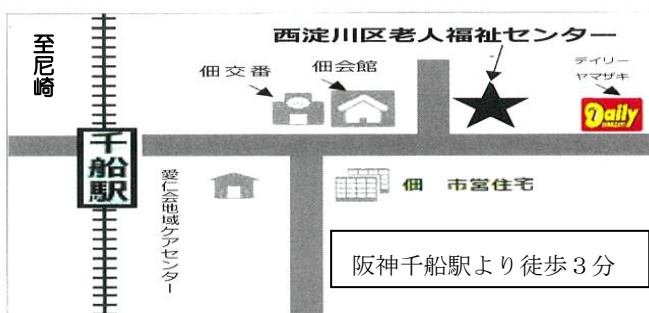 西淀川区老人福祉センター
至尼崎
佃交番
佃会館
デイリー
ヤマザキ
Daily
千船駅
愛仁会地域ケアセンター
佃 市営住宅
阪神千船駅より徒歩３分